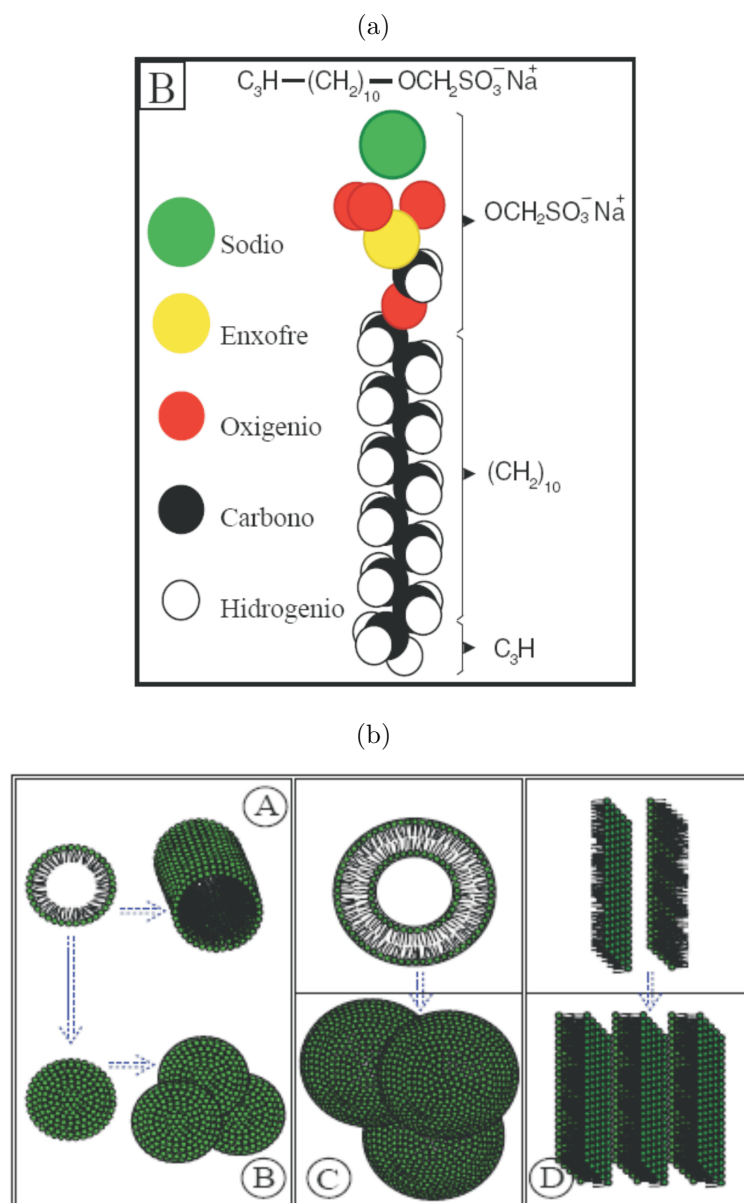 (a)
B
C₃H—(CH₂)₁₀—OCH₂SO₃⁻Na⁺
OCH₂SO₃⁻Na⁺
Sodio
Enxofre
Oxigenio
(CH₂)₁₀
Carbono
Hidrogenio
C₃H
(b)
A
B
C
D